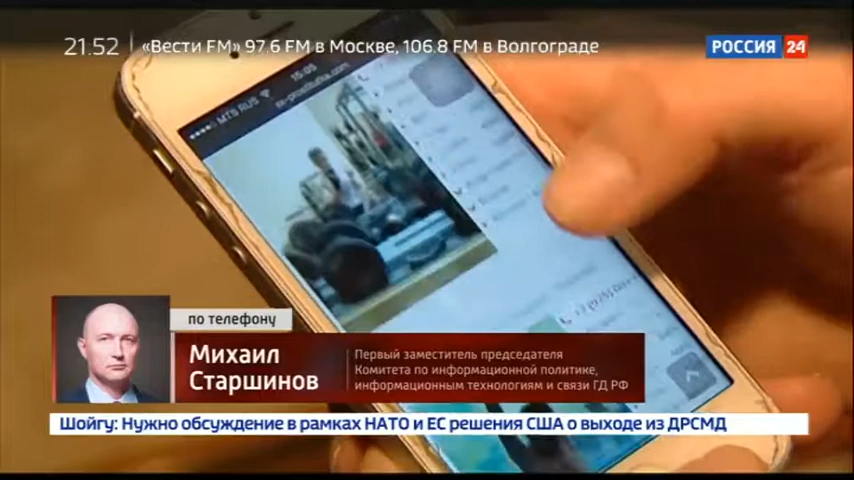 21:52 | «Вести FM» 97.6 FM в Москве, 106.8 FM в Волгограде
РОССИЯ 24
MTS RUS
15:05
по телефону
Михаил
Старшинов
Первый заместитель председателя
Комитета по информационной политике,
информационным технологиям и связи ГД РФ
Шойгу: Нужно обсуждение в рамках НАТО и ЕС решения США о выходе из ДРСМД